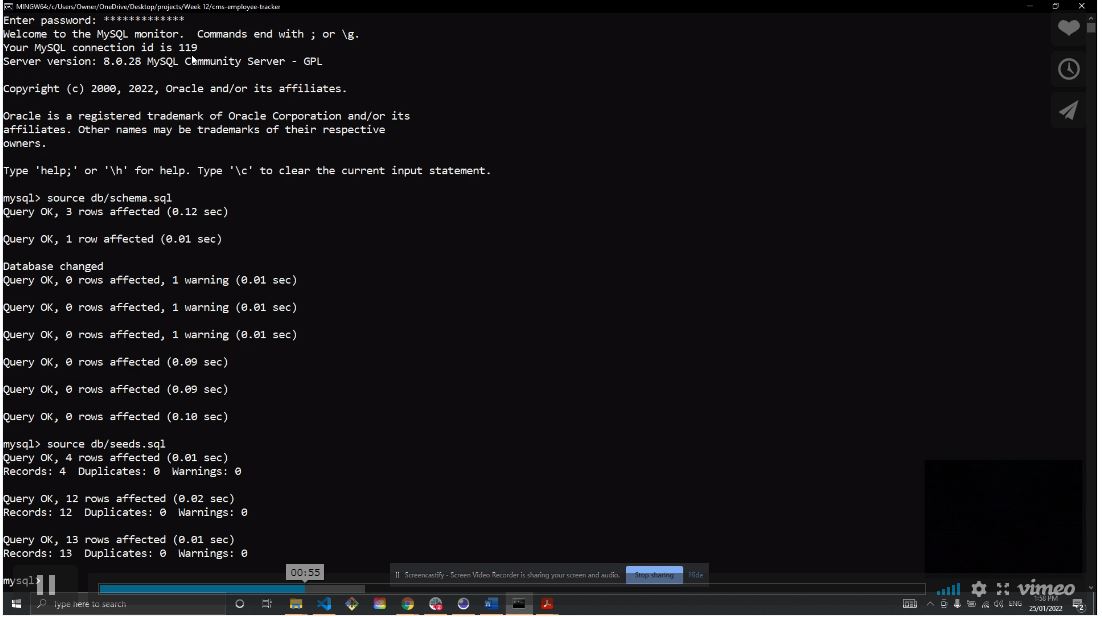 MINGW64:/c/Users/Owner/OneDrive/Desktop/projects/Week 12/cms-employee-tracker
Enter password: *************
Welcome to the MySQL monitor.  Commands end with ; or \g.
Your MySQL connection id is 119
Server version: 8.0.28 MySQL Community Server - GPL
Copyright (c) 2000, 2022, Oracle and/or its affiliates.
Oracle is a registered trademark of Oracle Corporation and/or its
affiliates. Other names may be trademarks of their respective
owners.
Type 'help;' or '\h' for help. Type '\c' to clear the current input statement.
mysql> source db/schema.sql
Query OK, 3 rows affected (0.12 sec)
Query OK, 1 row affected (0.01 sec)
Database changed
Query OK, 0 rows affected, 1 warning (0.01 sec)
Query OK, 0 rows affected, 1 warning (0.01 sec)
Query OK, 0 rows affected, 1 warning (0.01 sec)
Query OK, 0 rows affected (0.09 sec)
Query OK, 0 rows affected (0.09 sec)
Query OK, 0 rows affected (0.10 sec)
mysql> source db/seeds.sql
Query OK, 4 rows affected (0.01 sec)
Records: 4  Duplicates: 0  Warnings: 0
Query OK, 12 rows affected (0.02 sec)
Records: 12  Duplicates: 0  Warnings: 0
Query OK, 13 rows affected (0.01 sec)
Records: 13  Duplicates: 0  Warnings: 0
mysql>
00:55
Screencastify - Screen Video Recorder is sharing your screen and audio.
Stop sharing
Hide
vimeo
Type here to search
ENG
1:58 PM
25/01/2022
2